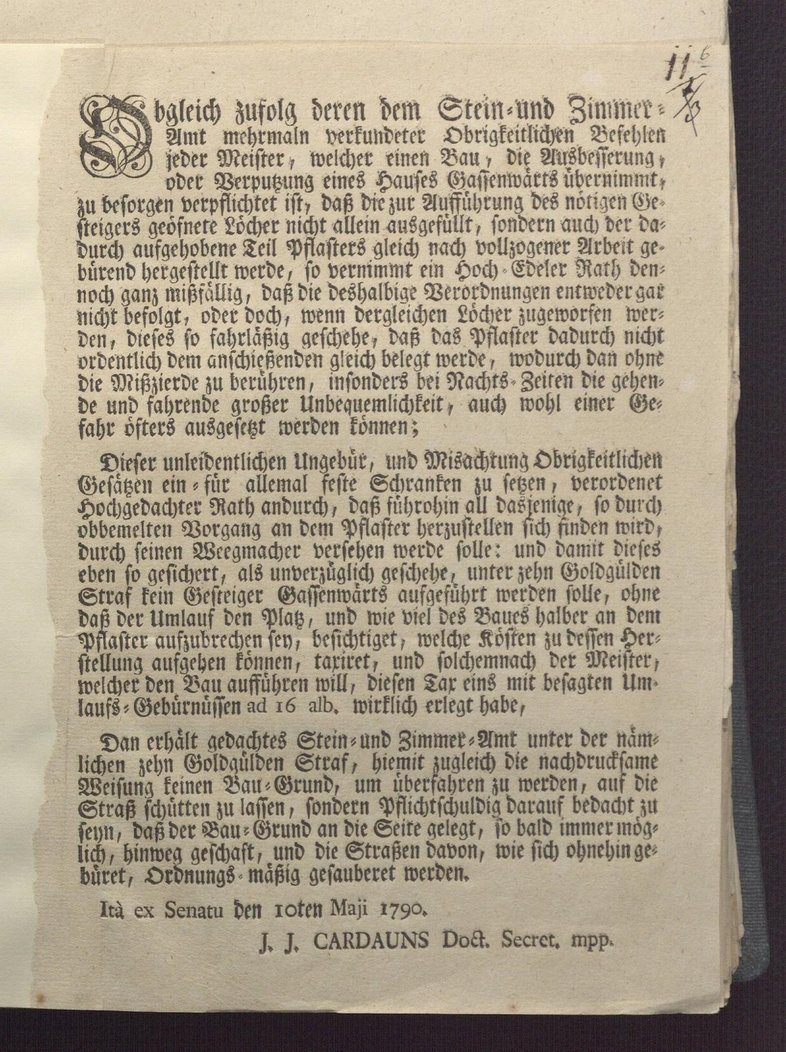 11 6
Obgleich zufolg deren dem Stein-und Zimmer-
Amt mehrmaln verkundeter Obrigkeitlichen Befehlen
jeder Meister, welcher einen Bau, die Ausbesserung,
oder Verputzung eines Hauses Gassenwärts übernimmt,
zu besorgen verpflichtet ist, daß die zur Aufführung des nötigen Ge-
steigers geöfnete Löcher nicht allein ausgefüllt, sondern auch der da-
durch aufgehobene Teil Pflasters gleich nach vollzogener Arbeit ge-
bürend hergestellt werde, so vernimmt ein Hoch-Edeler Rath den-
noch ganz mißfällig, daß die deshalbige Verordnungen entweder gar
nicht befolgt, oder doch, wenn dergleichen Löcher zugeworfen wer-
den, dieses so fahrläßig geschehe, daß das Pflaster dadurch nicht
ordentlich dem anschießenden gleich belegt werde, wodurch dan ohne
die Mißzierde zu berühren, insonders bei Nachts-Zeiten die gehen-
de und fahrende großer Unbequemlichkeit, auch wohl einer Ge-
fahr öfters ausgesetzt werden können;
Dieser unleidentlichen Ungebür, und Misachtung Obrigkeitlichen
Gesätzen ein-für allemal feste Schranken zu setzen, verordenet
Hochgedachter Rath andurch, daß führohin all dasjenige, so durch
obbemelten Vorgang an dem Pflaster herzustellen sich finden wird,
durch seinen Weegmacher versehen werde solle: und damit dieses
eben so gesichert, als unverzüglich geschehe, unter zehn Goldgülden
Straf kein Gesteiger Gassenwärts aufgeführt werden solle, ohne
daß der Umlauf den Platz, und wie viel des Baues halber an dem
Pflaster aufzubrechen sey, besichtiget, welche Kösten zu dessen Her-
stellung aufgehen können, taxiret, und solchemnach der Meister,
welcher den Bau aufführen will, diesen Tax eins mit besagten Um-
laufs-Gebürnüssen ad 16 alb. wirklich erlegt habe,
Dan erhält gedachtes Stein-und Zimmer-Amt unter der näm-
lichen zehn Goldgülden Straf, hiemit zugleich die nachdrucksame
Weisung keinen Bau-Grund, um überfahren zu werden, auf die
Straß schütten zu lassen, sondern Pflichtschuldig darauf bedacht zu
seyn, daß der Bau-Grund an die Seite gelegt, so bald immer mög-
lich, hinweg geschaft, und die Straßen davon, wie sich ohnehin ge-
büret, Ordnungs-mäßig gesauberet werden.
Ità ex Senatu den 10ten Maji 1790.
J. J. CARDAUNS Doct. Secret. mpp.